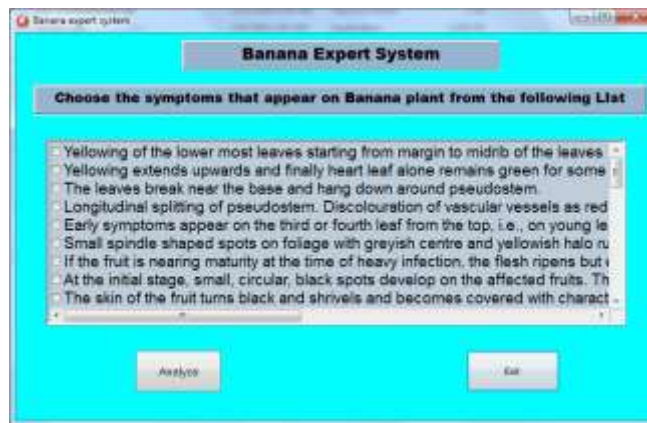 Banana expert system
Banana Expert System
Choose the symptoms that appear on Banana plant from the following List
Yellowing of the lower most leaves starting from margin to midrib of the leaves
Yellowing extends upwards and finally heart leaf alone remains green for some
The leaves break near the base and hang down around pseudostem.
Longitudinal splitting of pseudostem. Discolouration of vascular vessels as red
Early symptoms appear on the third or fourth leaf from the top, i.e., on young le
Small spindle shaped spots on foliage with greyish centre and yellowish halo ru
If the fruit is nearing maturity at the time of heavy infection, the flesh ripens but
At the initial stage, small, circular, black spots develop on the affected fruits. Th
The skin of the fruit turns black and shrivels and becomes covered with charact
Analyze
Exit